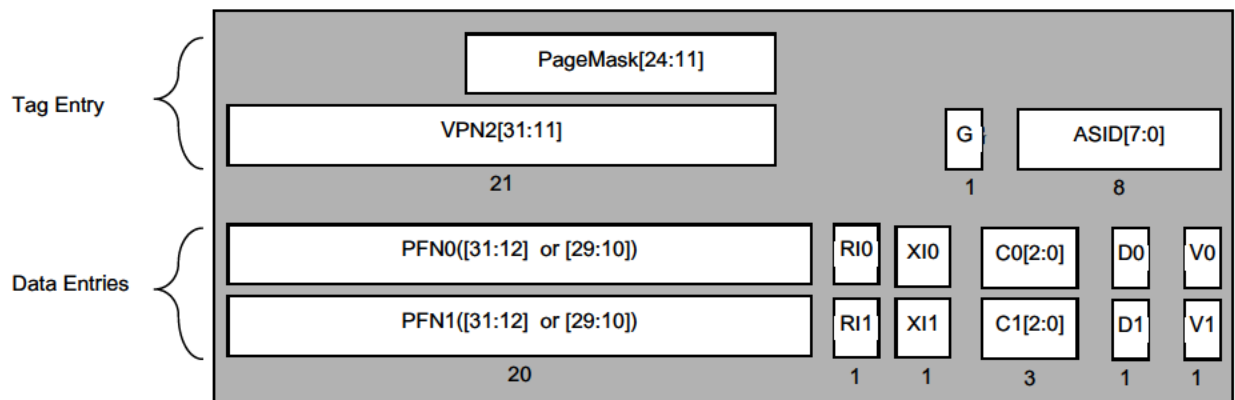 PageMask[24:11]
Tag Entry
VPN2[31:11]
G
ASID[7:0]
21
1
8
PFN0([31:12] or [29:10])
RI0
XI0
C0[2:0]
D0
V0
Data Entries
PFN1([31:12] or [29:10])
RI1
XI1
C1[2:0]
D1
V1
20
1
1
3
1
1